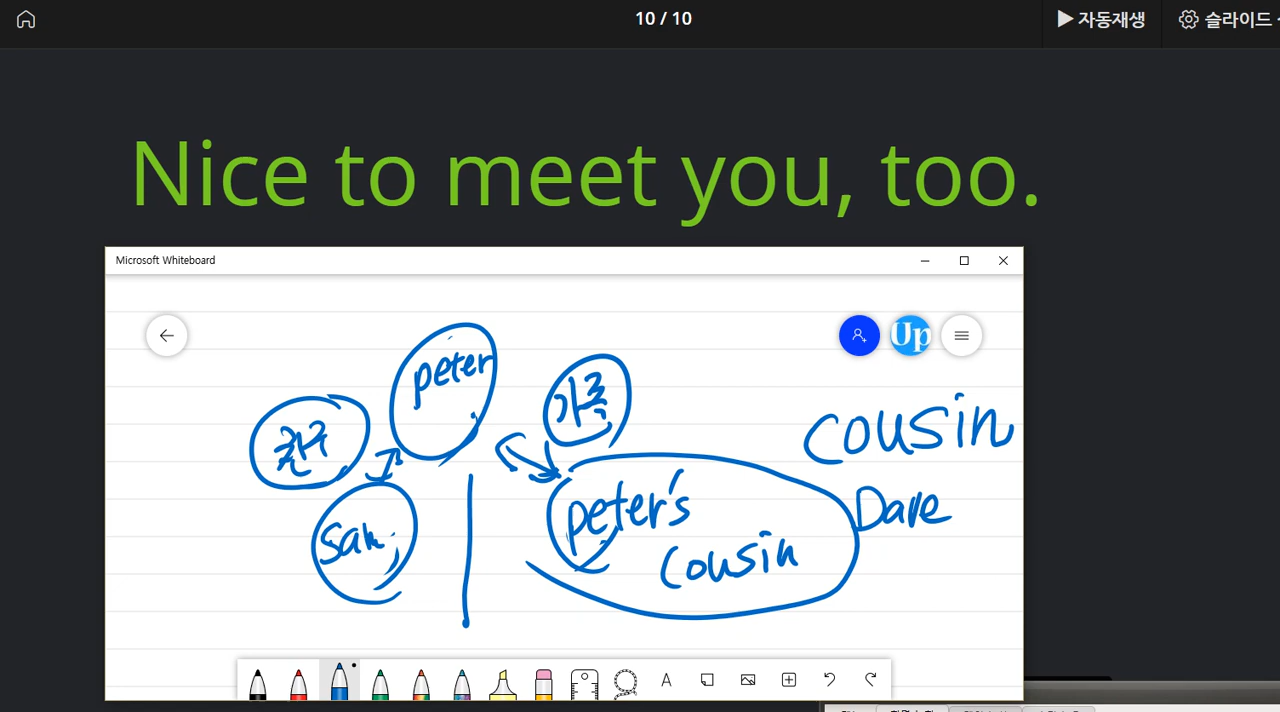 10 / 10
▶ 자동재생
슬라이드
Nice to meet you, too.
Microsoft Whiteboard
Up
peter
가족
친구
cousin
sam
peter's
cousin
Dave
A